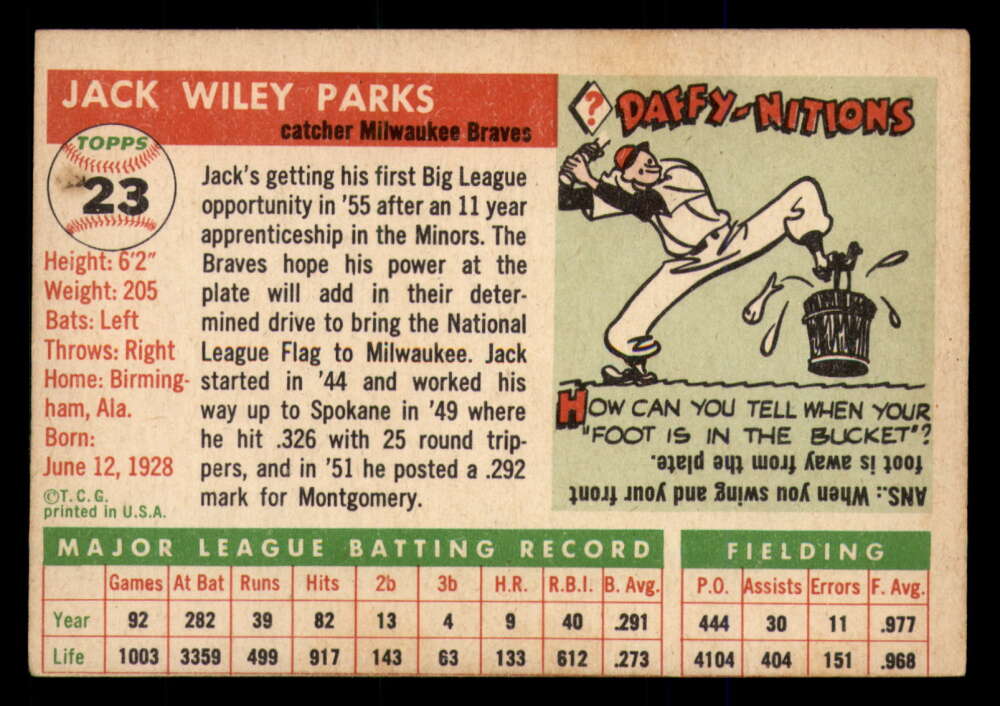 JACK WILEY PARKS
catcher Milwaukee Braves
TOPPS
23
Height: 6'2"
Weight: 205
Bats: Left
Throws: Right
Home: Birming-
ham, Ala.
Born:
June 12, 1928
©T.C.G.
printed in U.S.A.
Jack's getting his first Big League
opportunity in '55 after an 11 year
apprenticeship in the Minors. The
Braves hope his power at the
plate will add in their deter-
mined drive to bring the National
League Flag to Milwaukee. Jack
started in '44 and worked his
way up to Spokane in '49 where
he hit .326 with 25 round trip-
pers, and in '51 he posted a .292
mark for Montgomery.
? DAFFY-NITIONS
HOW CAN YOU TELL WHEN YOUR
"FOOT IS IN THE BUCKET"?
ANS.: When you swing and your front
foot is away from the plate.
MAJOR LEAGUE BATTING RECORD
Games At Bat Runs Hits 2b 3b H.R. R.B.I. B. Avg.
Year 92 282 39 82 13 4 9 40 .291
Life 1003 3359 499 917 143 63 133 612 .273
FIELDING
P.O. Assists Errors F. Avg.
444 30 11 .977
4104 404 151 .968